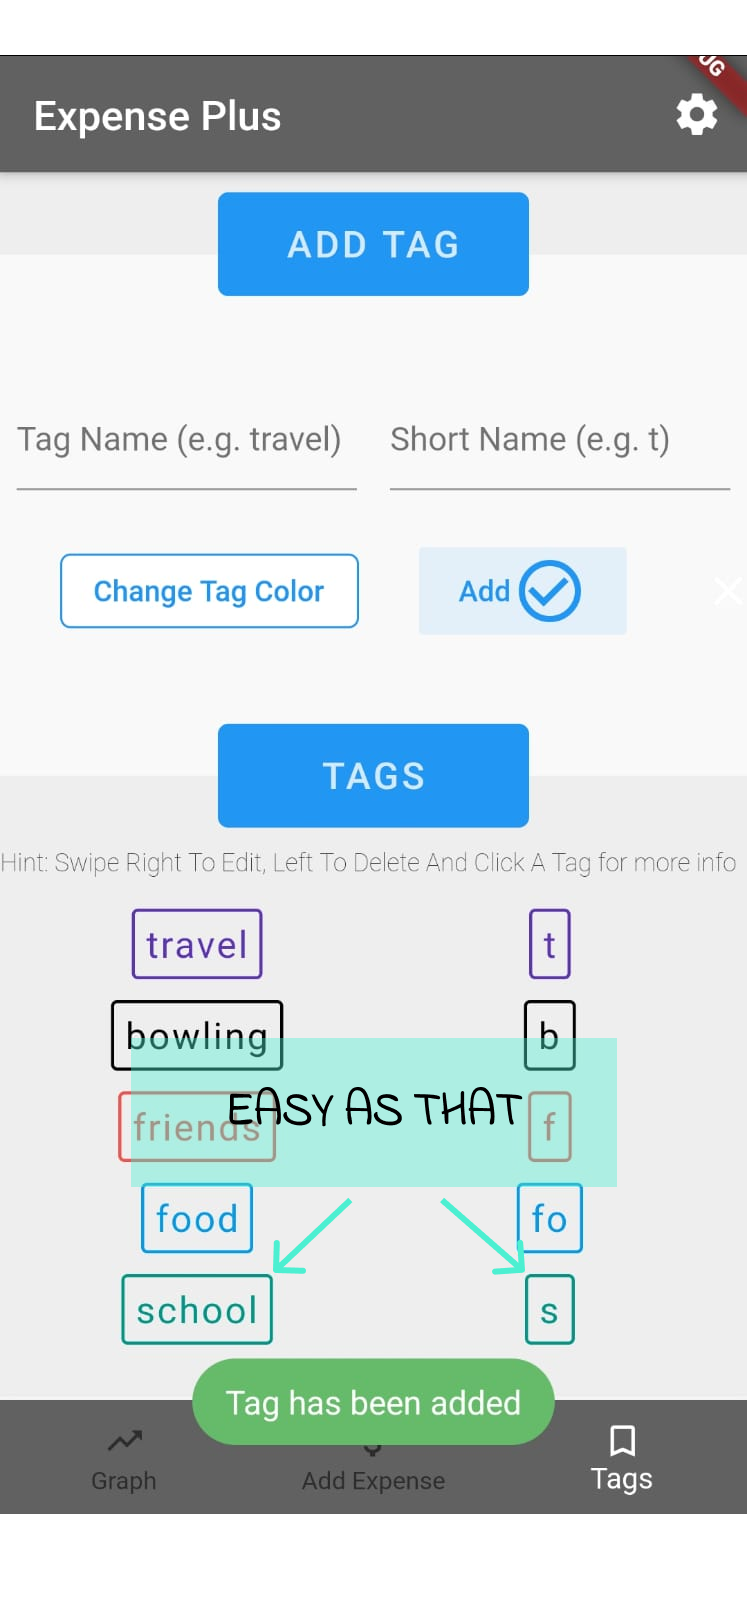 UG
Expense Plus
ADD TAG
Tag Name (e.g. travel) Short Name (e.g. t)
Change Tag Color Add
TAGS
Hint: Swipe Right To Edit, Left To Delete And Click A Tag for more info
travel t
bowling b
EASY AS THAT
friends f
food fo
school s
Tag has been added
Graph Add Expense Tags